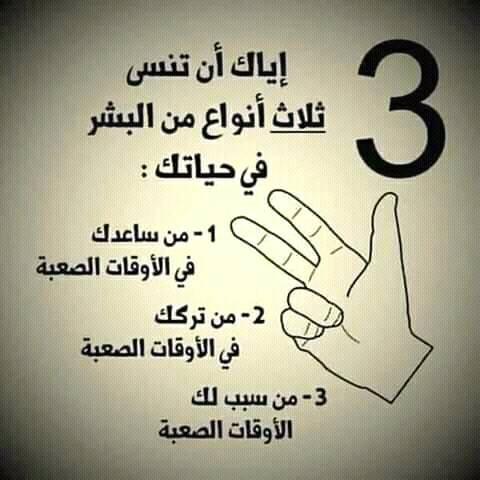 3
إياك أن تنسى
ثلاث أنواع من البشر
في حياتك :
1- من ساعدك
في الأوقات الصعبة
2- من تركك
في الأوقات الصعبة
3- من سبب لك
الأوقات الصعبة